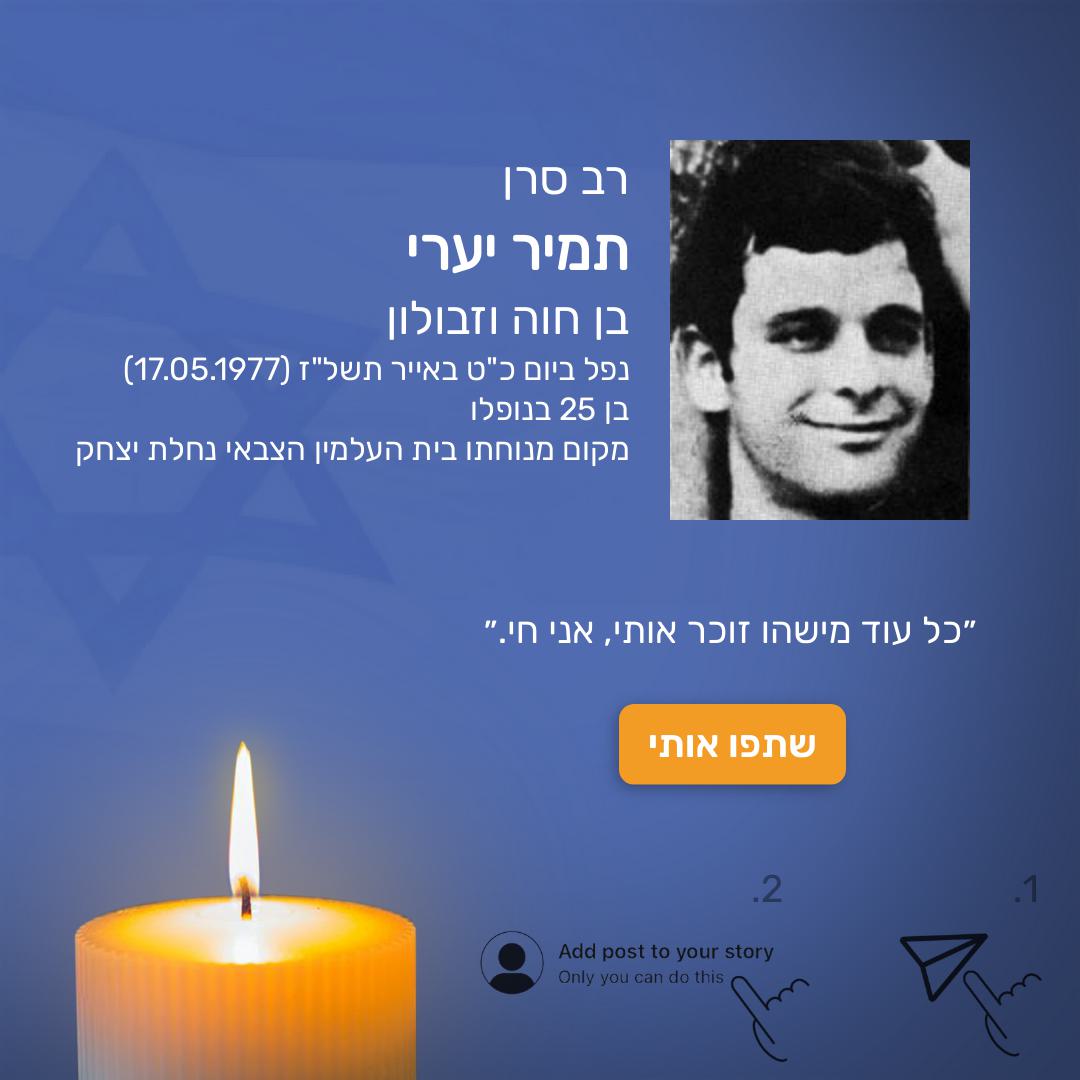 רב סרן
תמיר יערי
בן חוה וזבולון
נפל ביום כ"ט באייר תשל"ז (17.05.1977)
בן 25 בנופלו
מקום מנוחתו בית העלמין הצבאי נחלת יצחק
״כל עוד מישהו זוכר אותי, אני חי.״
שתפו אותי
1.
2.
Add post to your story
Only you can do this